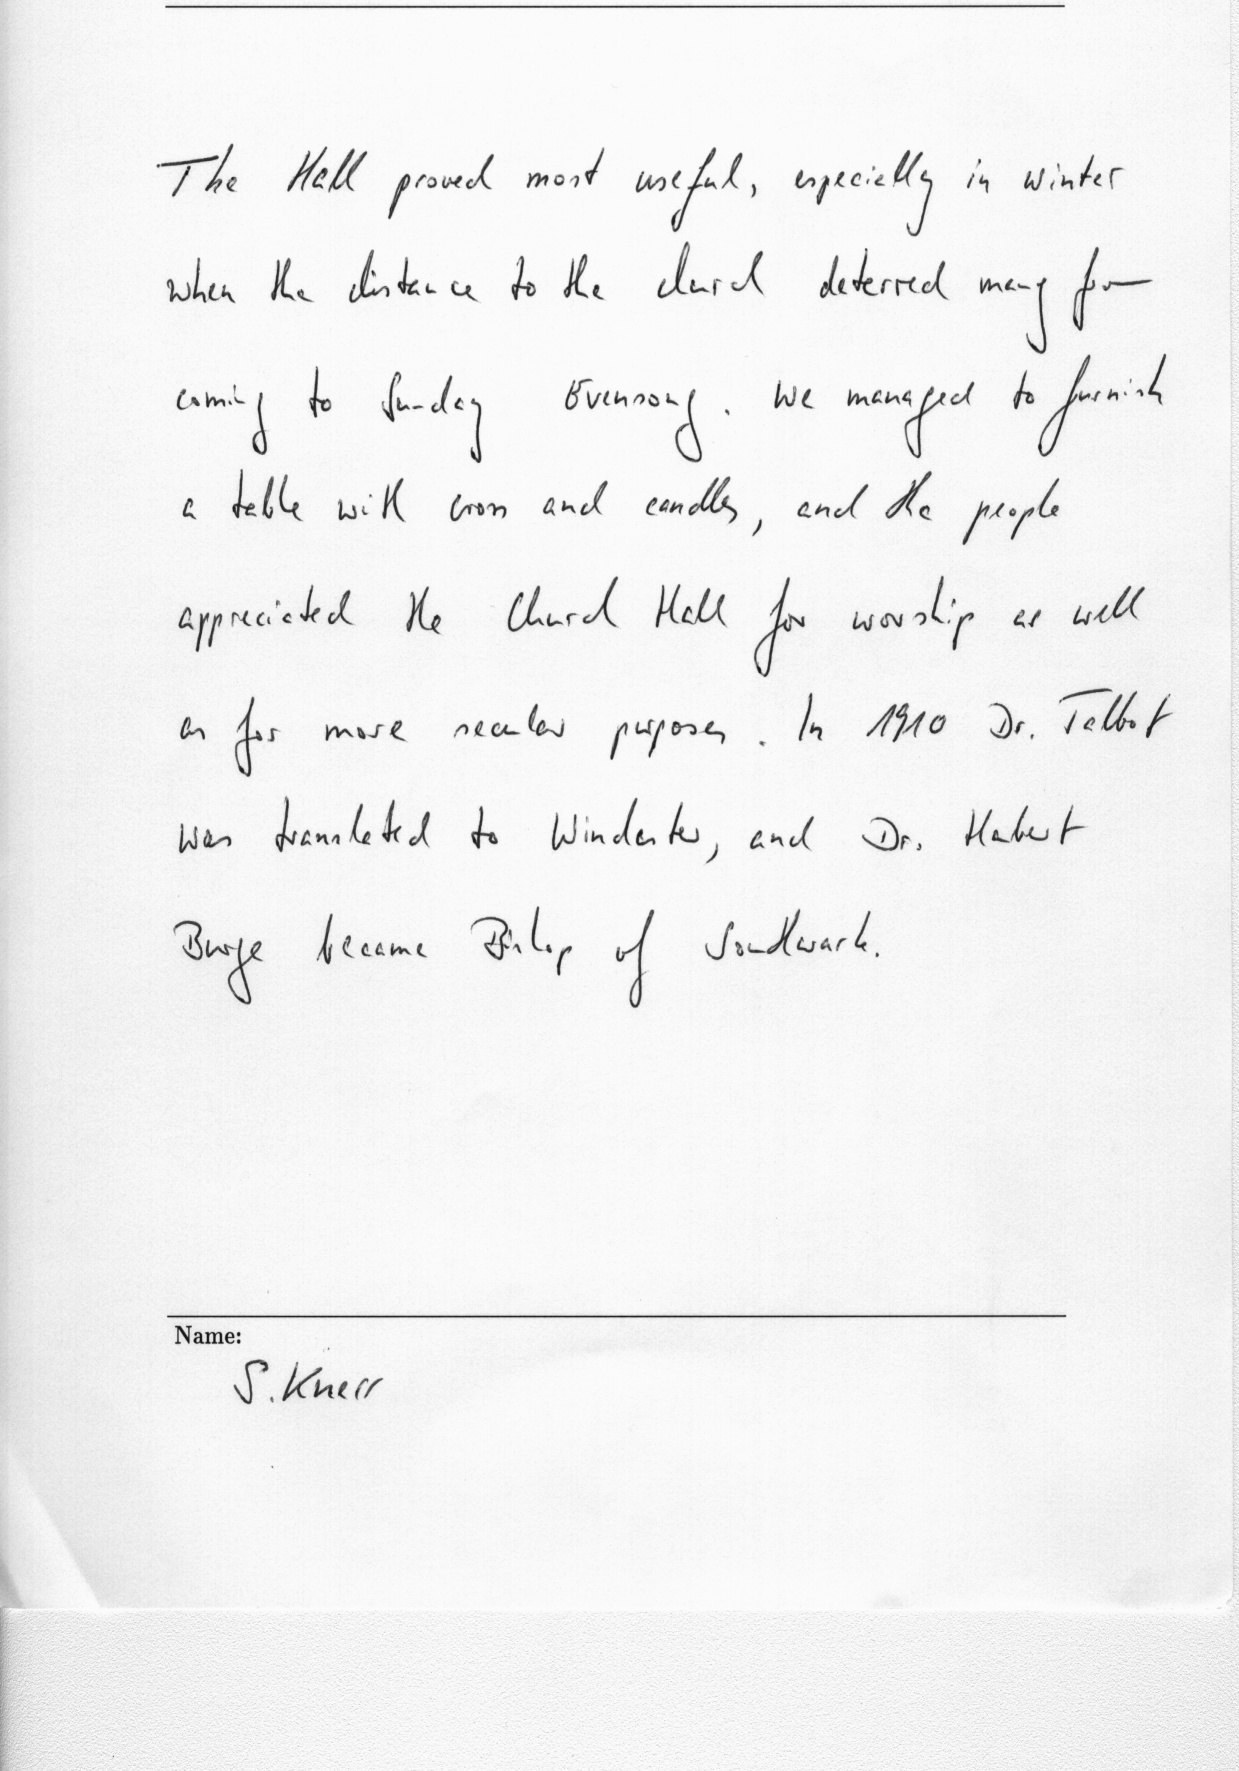 The Hall proved most useful, especially in winter
when the distance to the church deterred many from
coming to Sunday Evensong. We managed to furnish
a table with cross and candles, and the people
appreciated the Church Hall for worship as well
as for more secular purposes. In 1910 Dr. Talbot
was translated to Winchester, and Dr. Hubert
Burge became Bishop of Southwark.
Name:
S. Knerr